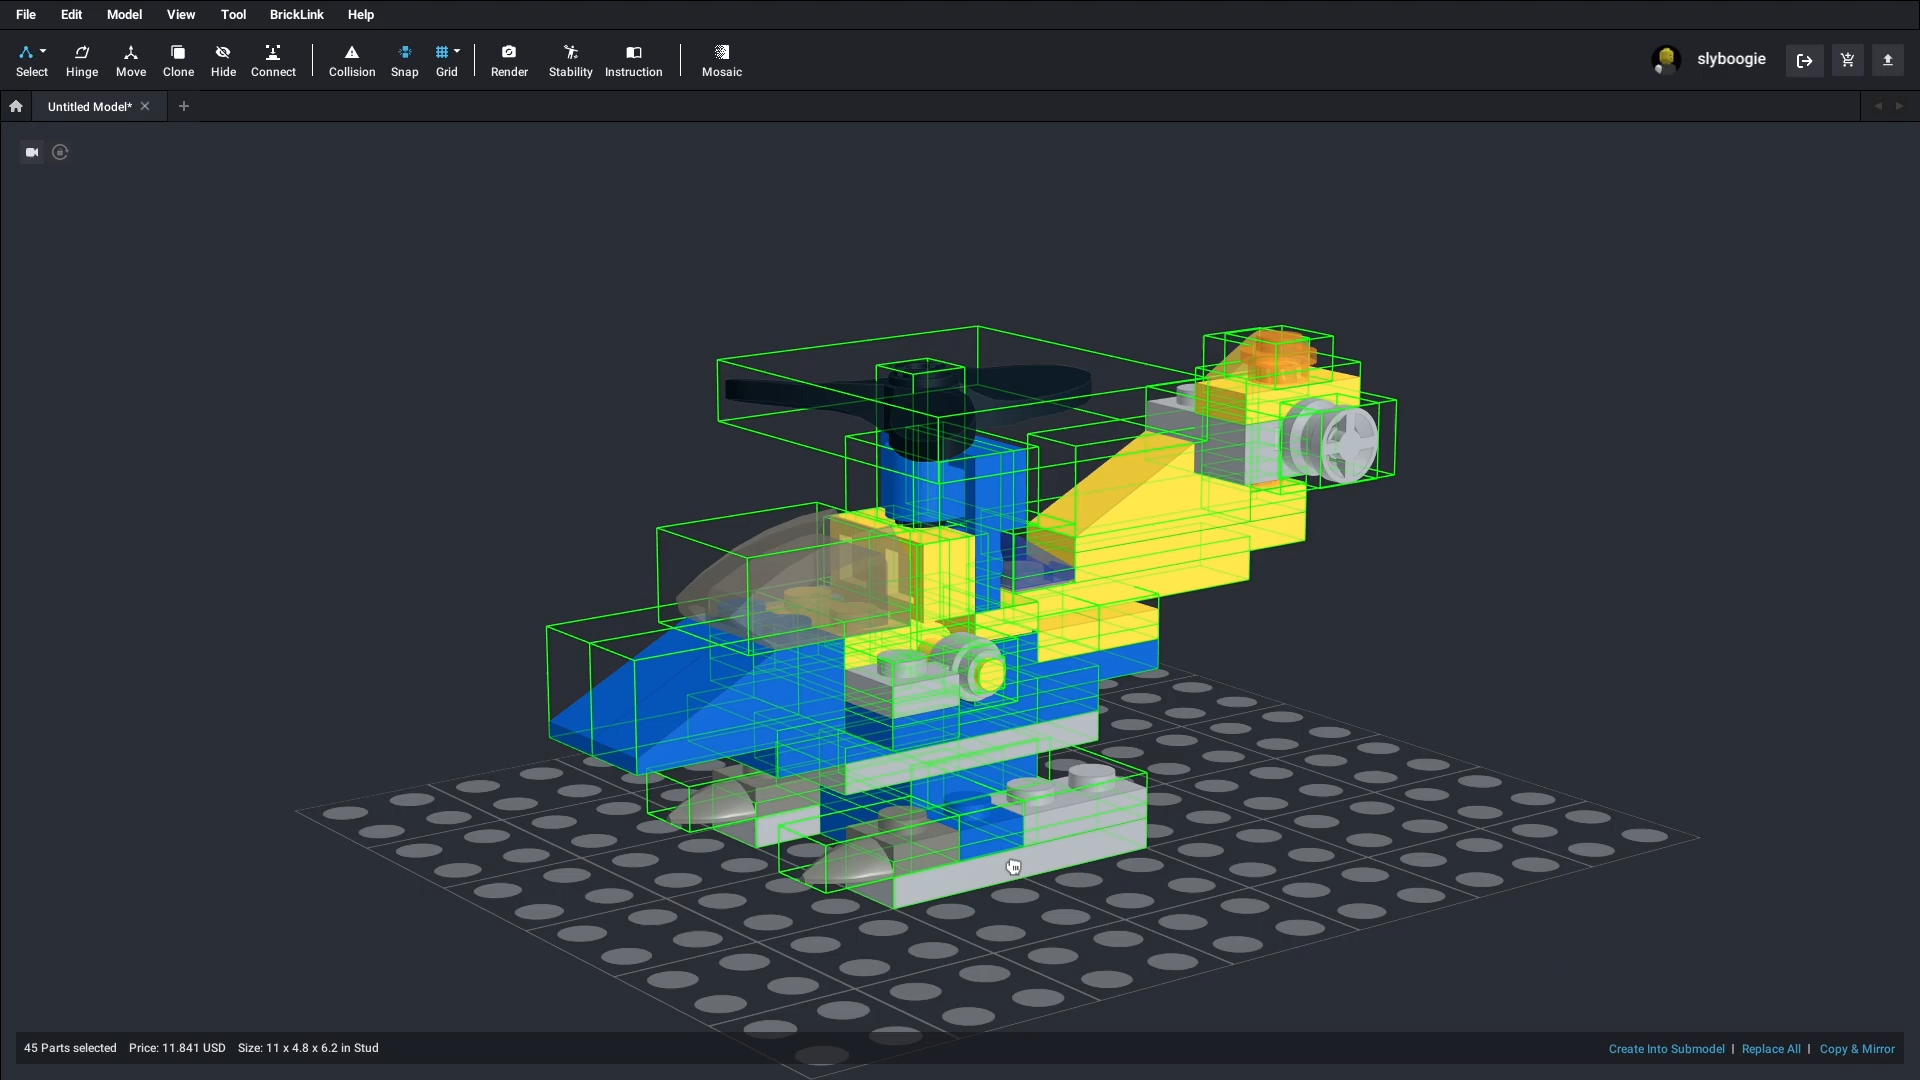 File Edit Model View Tool BrickLink Help
Select Hinge Move Clone Hide Connect Collision Snap Grid Render Stability Instruction Mosaic
slyboogie
Untitled Model*
45 Parts selected Price: 11.841 USD Size: 11 x 4.8 x 6.2 in Stud
Create Into Submodel | Replace All | Copy & Mirror